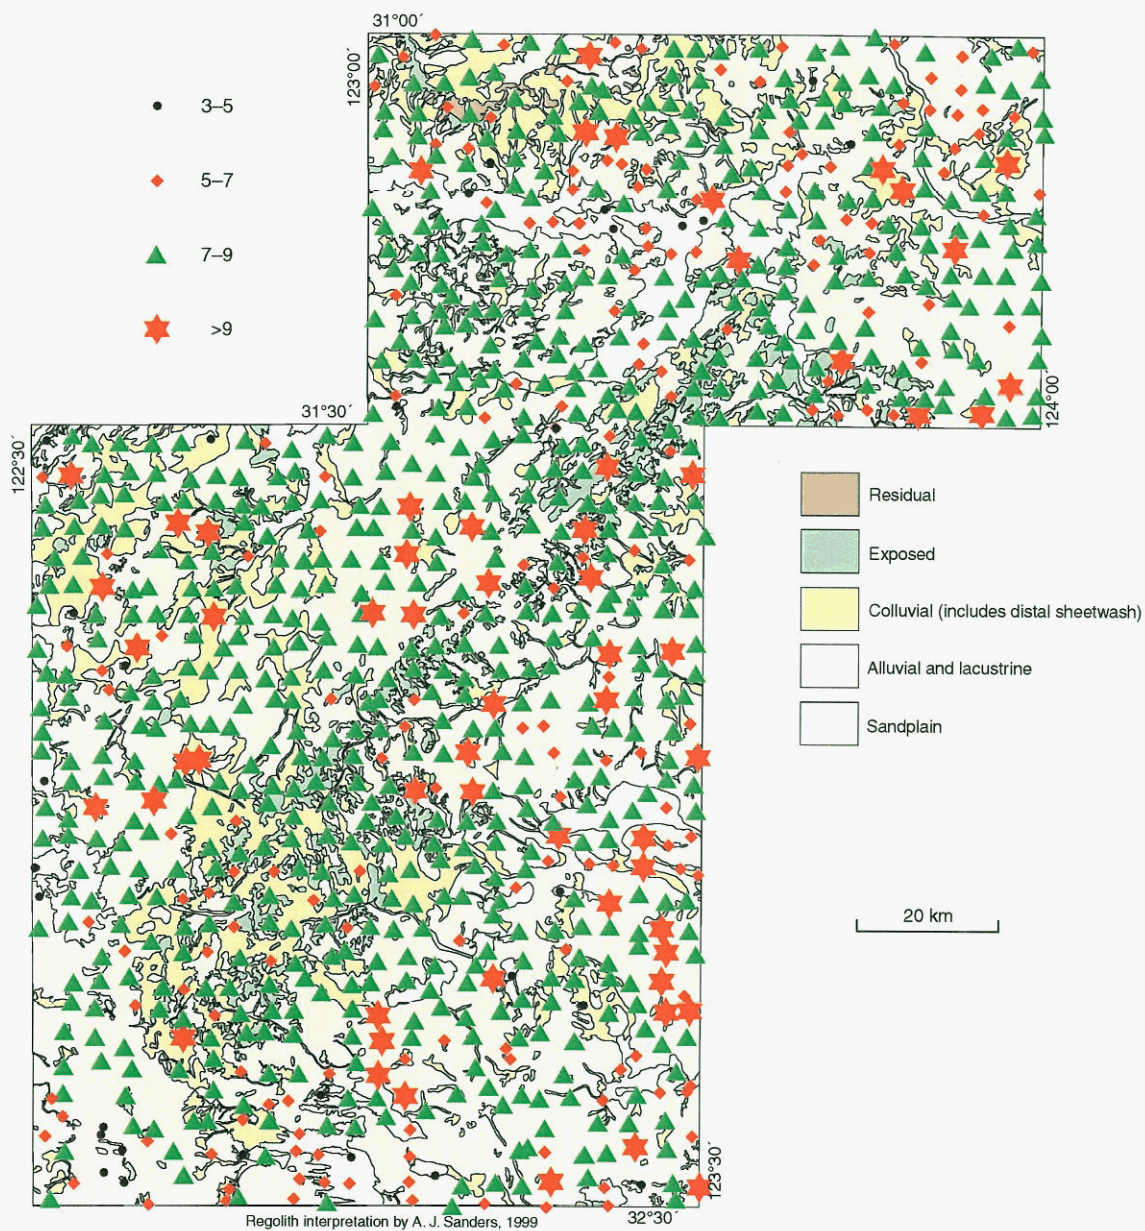 31°00´
123°00´
3–5
5–7
7–9
>9
31°30´
124°00´
122°30´
Residual
Exposed
Colluvial (includes distal sheetwash)
Alluvial and lacustrine
Sandplain
20 km
123°30´
Regolith interpretation by A. J. Sanders, 1999
32°30´